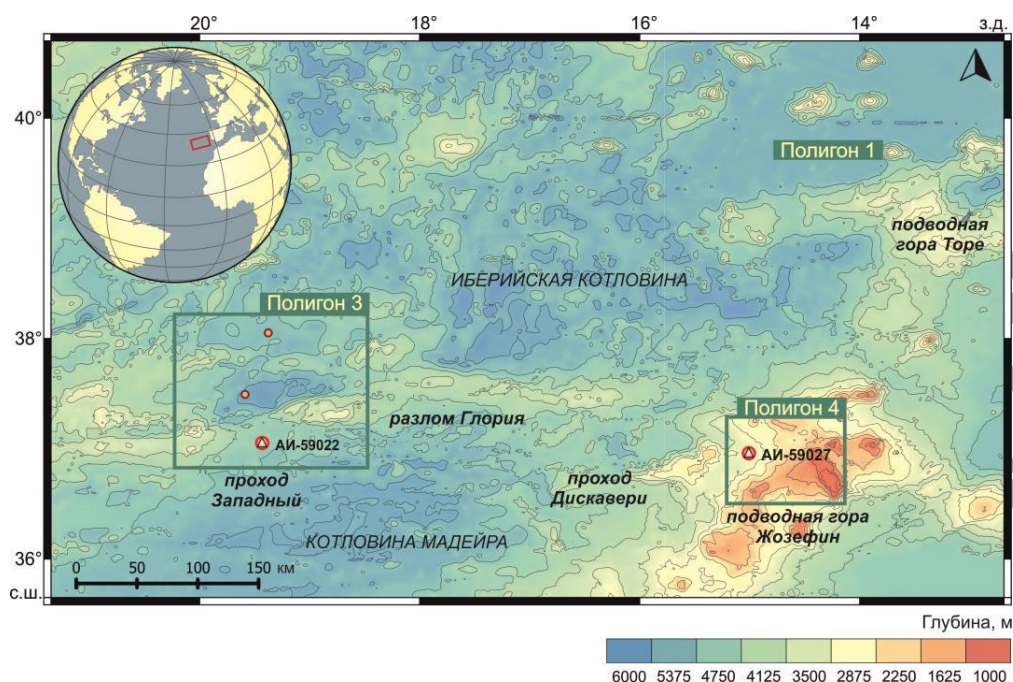 20° 18° 16° 14° з.д.
40°
Полигон 1
подводная
гора Торе
ИБЕРИЙСКАЯ КОТЛОВИНА
Полигон 3
38°
разлом Глория
АИ-59022
Полигон 4
АИ-59027
проход
Западный
проход
Дискавери
подводная гора
Жозефин
КОТЛОВИНА МАДЕЙРА
36°
0 50 100 150 км
с.ш.
Глубина, м
6000 5375 4750 4125 3500 2875 2250 1625 1000